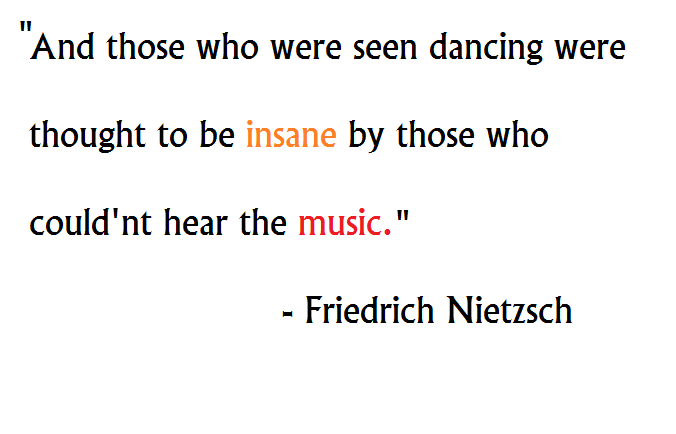 "And those who were seen dancing were
thought to be insane by those who
could'nt hear the music."
- Friedrich Nietzsch